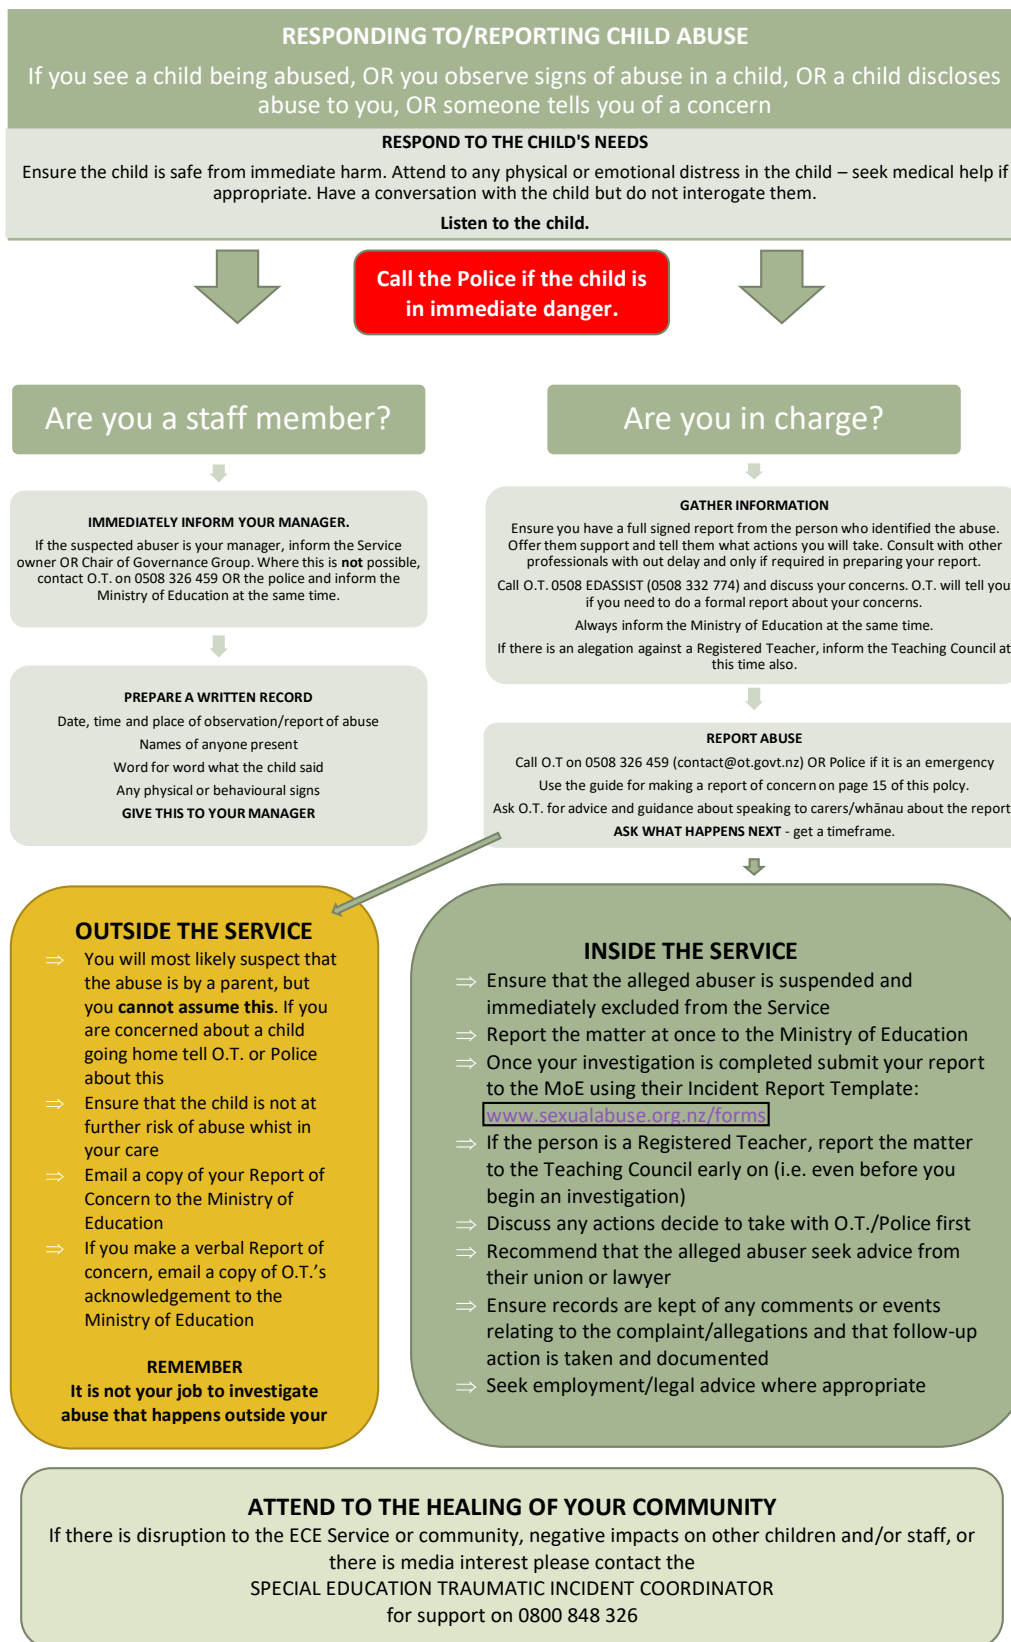 RESPONDING TO/REPORTING CHILD ABUSE
If you see a child being abused, OR you observe signs of abuse in a child, OR a child discloses
abuse to you, OR someone tells you of a concern
RESPOND TO THE CHILD'S NEEDS
Ensure the child is safe from immediate harm. Attend to any physical or emotional distress in the child – seek medical help if
appropriate. Have a conversation with the child but do not interogate them.
Listen to the child.
Call the Police if the child is
in immediate danger.
Are you a staff member?
IMMEDIATELY INFORM YOUR MANAGER.
If the suspected abuser is your manager, inform the Service
owner OR Chair of Governance Group. Where this is not possible,
contact O.T. on 0508 326 459 OR the police and inform the
Ministry of Education at the same time.
PREPARE A WRITTEN RECORD
Date, time and place of observation/report of abuse
Names of anyone present
Word for word what the child said
Any physical or behavioural signs
GIVE THIS TO YOUR MANAGER
Are you in charge?
GATHER INFORMATION
Ensure you have a full signed report from the person who identified the abuse.
Offer them support and tell them what actions you will take. Consult with other
professionals with out delay and only if required in preparing your report.
Call O.T. 0508 EDASSIST (0508 332 774) and discuss your concerns. O.T. will tell you
if you need to do a formal report about your concerns.
Always inform the Ministry of Education at the same time.
If there is an alegation against a Registered Teacher, inform the Teaching Council at
this time also.
REPORT ABUSE
Call O.T on 0508 326 459 (contact@ot.govt.nz) OR Police if it is an emergency
Use the guide for making a report of concern on page 15 of this polcy.
Ask O.T. for advice and guidance about speaking to carers/whānau about the report
ASK WHAT HAPPENS NEXT - get a timeframe.
OUTSIDE THE SERVICE
⇒ You will most likely suspect that
the abuse is by a parent, but
you cannot assume this. If you
are concerned about a child
going home tell O.T. or Police
about this
⇒ Ensure that the child is not at
further risk of abuse whist in
your care
⇒ Email a copy of your Report of
Concern to the Ministry of
Education
⇒ If you make a verbal Report of
concern, email a copy of O.T.'s
acknowledgement to the
Ministry of Education
REMEMBER
It is not your job to investigate
abuse that happens outside your
INSIDE THE SERVICE
⇒ Ensure that the alleged abuser is suspended and
immediately excluded from the Service
⇒ Report the matter at once to the Ministry of Education
⇒ Once your investigation is completed submit your report
to the MoE using their Incident Report Template:
www.sexualabuse.org.nz/forms
⇒ If the person is a Registered Teacher, report the matter
to the Teaching Council early on (i.e. even before you
begin an investigation)
⇒ Discuss any actions decide to take with O.T./Police first
⇒ Recommend that the alleged abuser seek advice from
their union or lawyer
⇒ Ensure records are kept of any comments or events
relating to the complaint/allegations and that follow-up
action is taken and documented
⇒ Seek employment/legal advice where appropriate
ATTEND TO THE HEALING OF YOUR COMMUNITY
If there is disruption to the ECE Service or community, negative impacts on other children and/or staff, or
there is media interest please contact the
SPECIAL EDUCATION TRAUMATIC INCIDENT COORDINATOR
for support on 0800 848 326